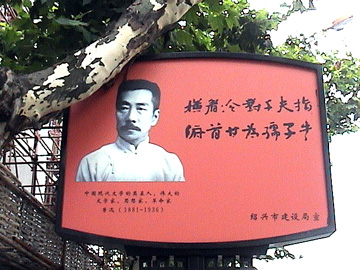 横眉冷對千夫指
俯首甘為孺子牛
中国现代文学的奠基人，伟大的
文学家、思想家、革命家
鲁迅（1881-1936）
绍兴市建设局宣